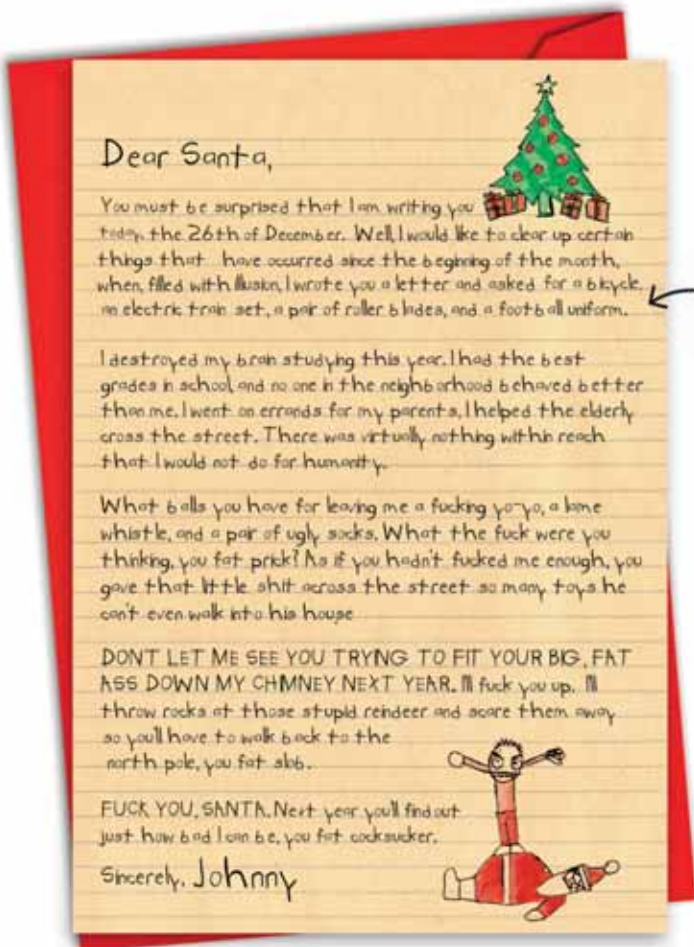 Dear Santa,
You must be surprised that I am writing you
today, the 26th of December. Well, I would like to clear up certain
things that have occurred since the beginning of the month,
when, filled with illusion, I wrote you a letter and asked for a bicycle,
an electric train set, a pair of roller blades, and a football uniform.
I destroyed my brain studying this year. I had the best
grades in school, and no one in the neighborhood behaved better
than me. I went on errands for my parents, I helped the elderly
cross the street. There was virtually nothing within reach
that I would not do for humanity.
What balls you have for leaving me a fucking yo-yo, a lame
whistle, and a pair of ugly socks. What the fuck were you
thinking, you fat prick? As if you hadn't fucked me enough, you
gave that little shit across the street so many toys he
can't even walk into his house
DONT LET ME SEE YOU TRYING TO FIT YOUR BIG, FAT
ASS DOWN MY CHIMNEY NEXT YEAR. I'll fuck you up. I'll
throw rocks at those stupid reindeer and scare them away
so you'll have to walk back to the
north pole, you fat slob.
FUCK YOU, SANTA. Next year you'll find out
just how bad I can be, you fat cocksucker.
Sincerely, Johnny